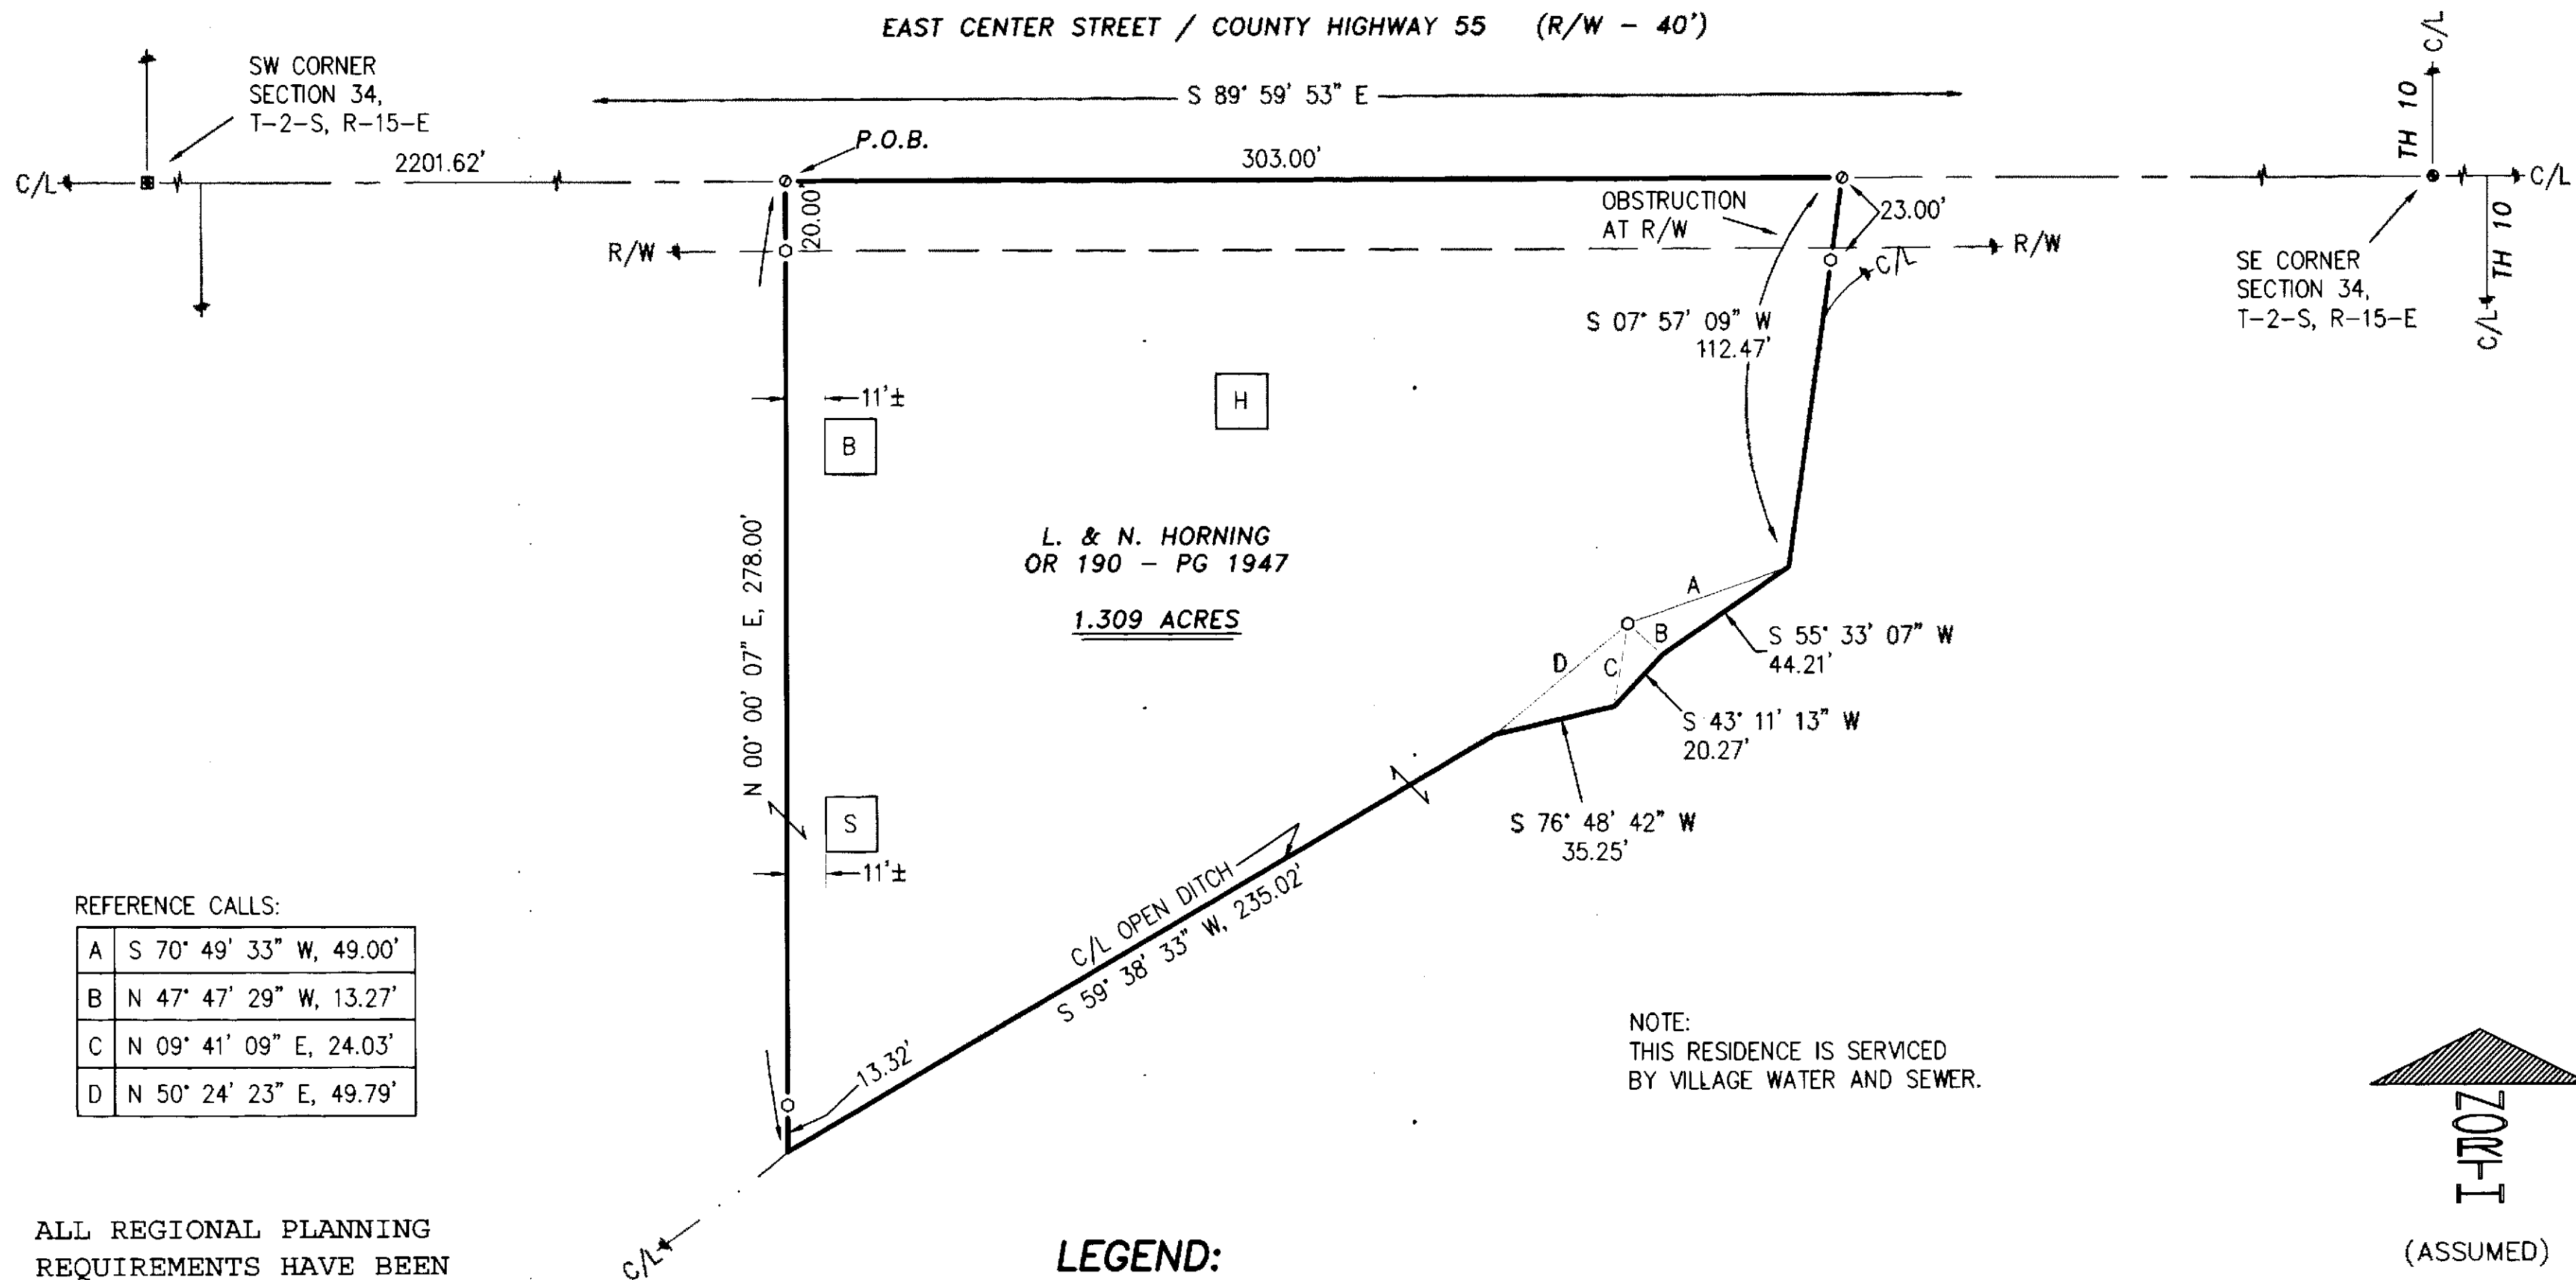 EAST CENTER STREET / COUNTY HIGHWAY 55 (R/W - 40')
SW CORNER
SECTION 34,
T-2-S, R-15-E
S 89° 59' 53" E
C/L
TH 10
P.O.B.
C/L
2201.62'
303.00'
C/L
20.00'
OBSTRUCTION
AT R/W
23.00'
R/W
R/W
C/L
TH 10
C/L
SE CORNER
SECTION 34,
T-2-S, R-15-E
S 07° 57' 09" W
112.47'
11'±
H
B
N 00° 00' 07" E, 278.00'
L. & N. HORNING
OR 190 - PG 1947
1.309 ACRES
A
B
C
D
S 55° 33' 07" W
44.21'
S 43° 11' 13" W
20.27'
S 76° 48' 42" W
35.25'
S
11'±
C/L OPEN DITCH
S 59° 38' 33" W, 235.02'
13.32'
C/L
REFERENCE CALLS:
A S 70° 49' 33" W, 49.00'
B N 47° 47' 29" W, 13.27'
C N 09° 41' 09" E, 24.03'
D N 50° 24' 23" E, 49.79'
NOTE:
THIS RESIDENCE IS SERVICED
BY VILLAGE WATER AND SEWER.
NORTH
(ASSUMED)
ALL REGIONAL PLANNING
REQUIREMENTS HAVE BEEN
LEGEND: